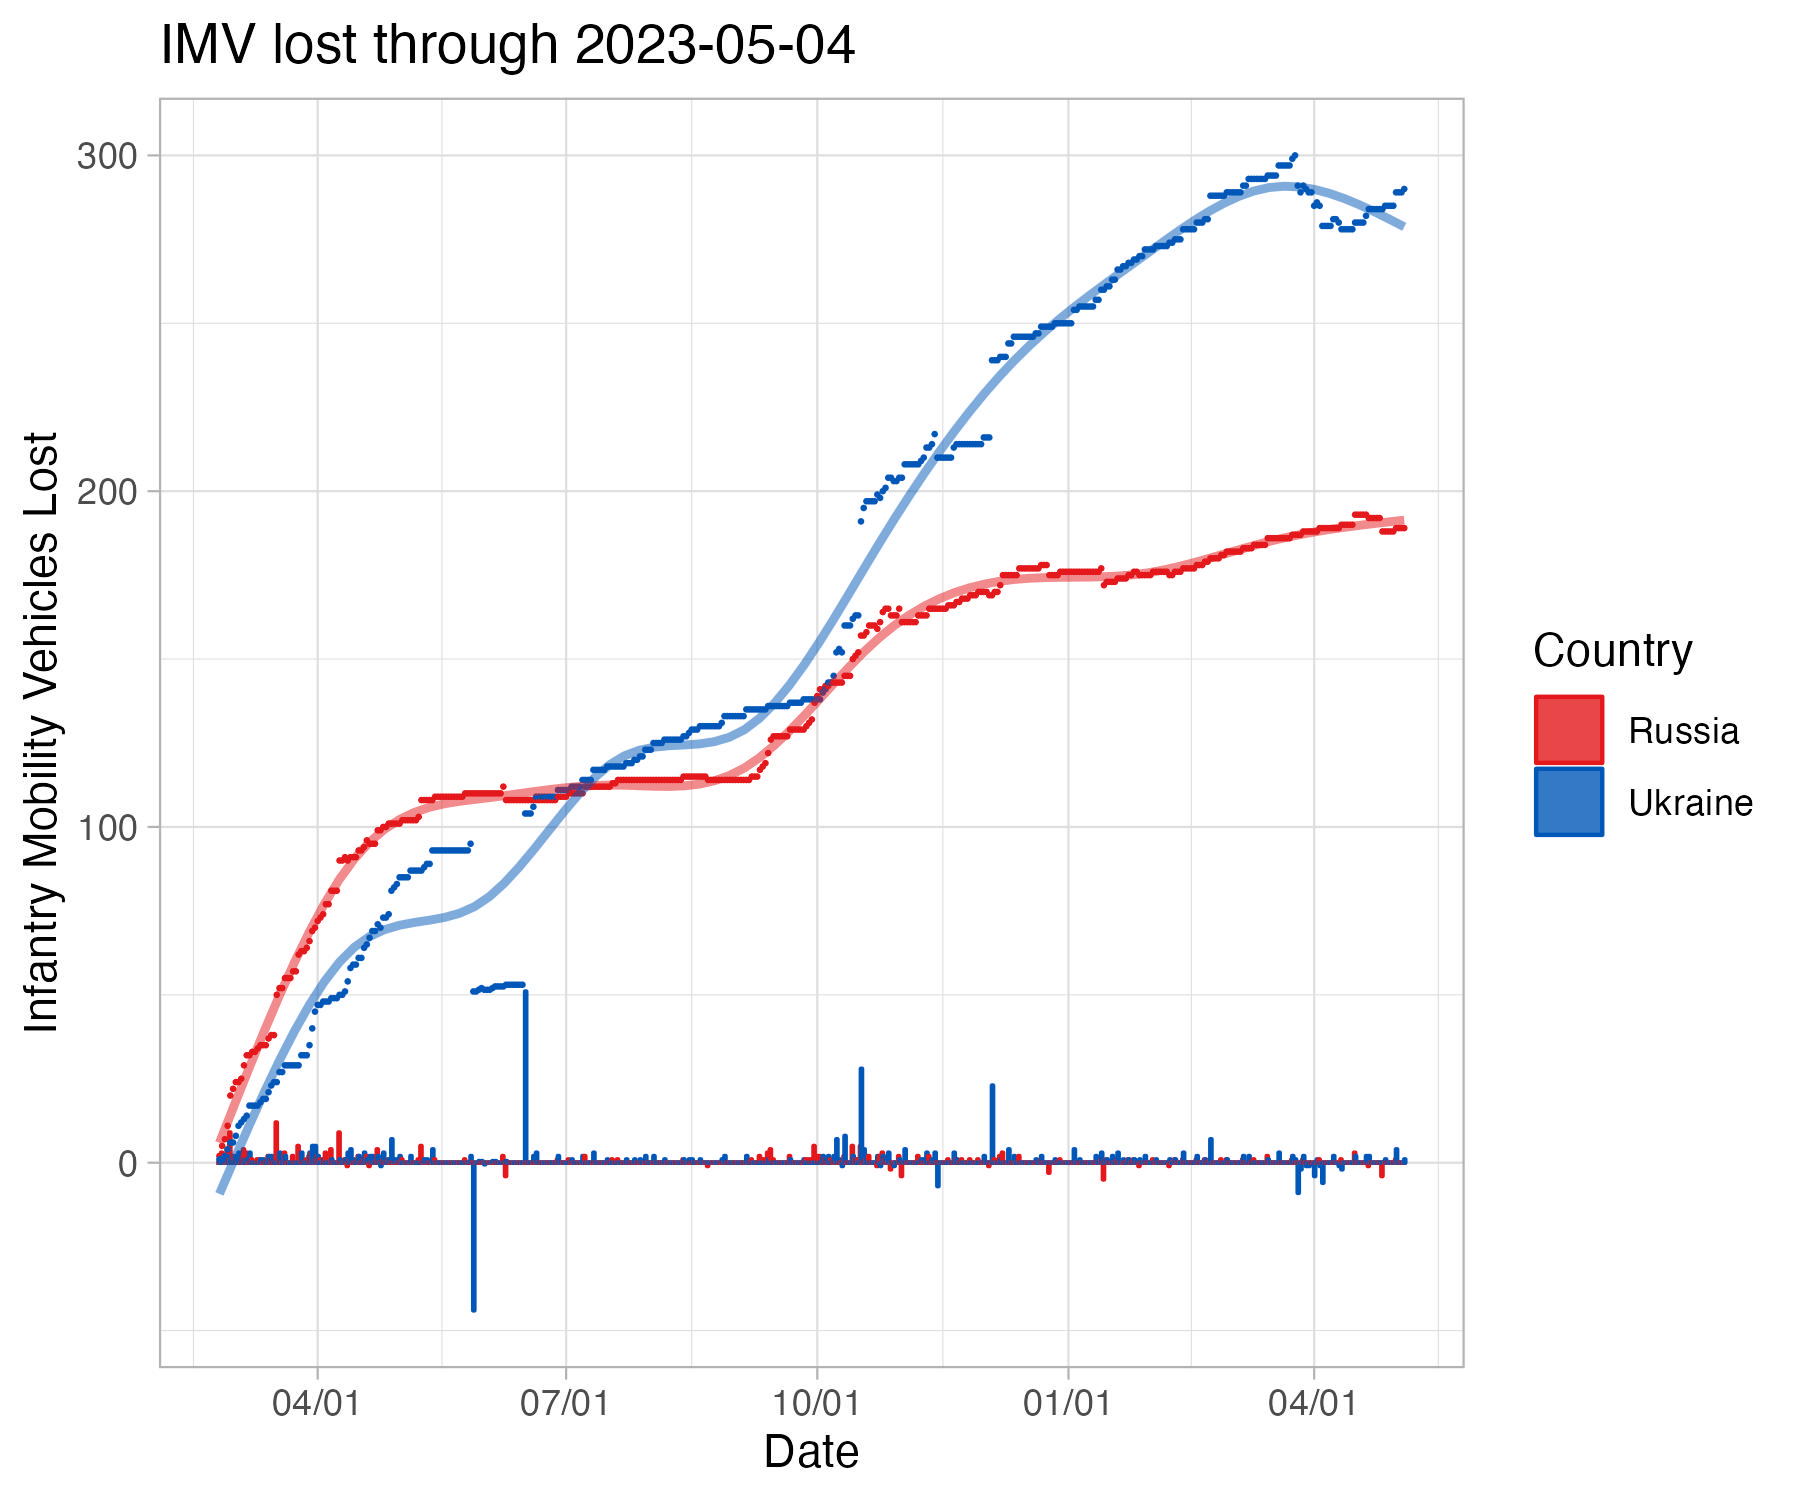 IMV lost through 2023-05-04
Infantry Mobility Vehicles Lost
300
200
100
0
04/01
07/01
10/01
01/01
04/01
Date
Country
Russia
Ukraine